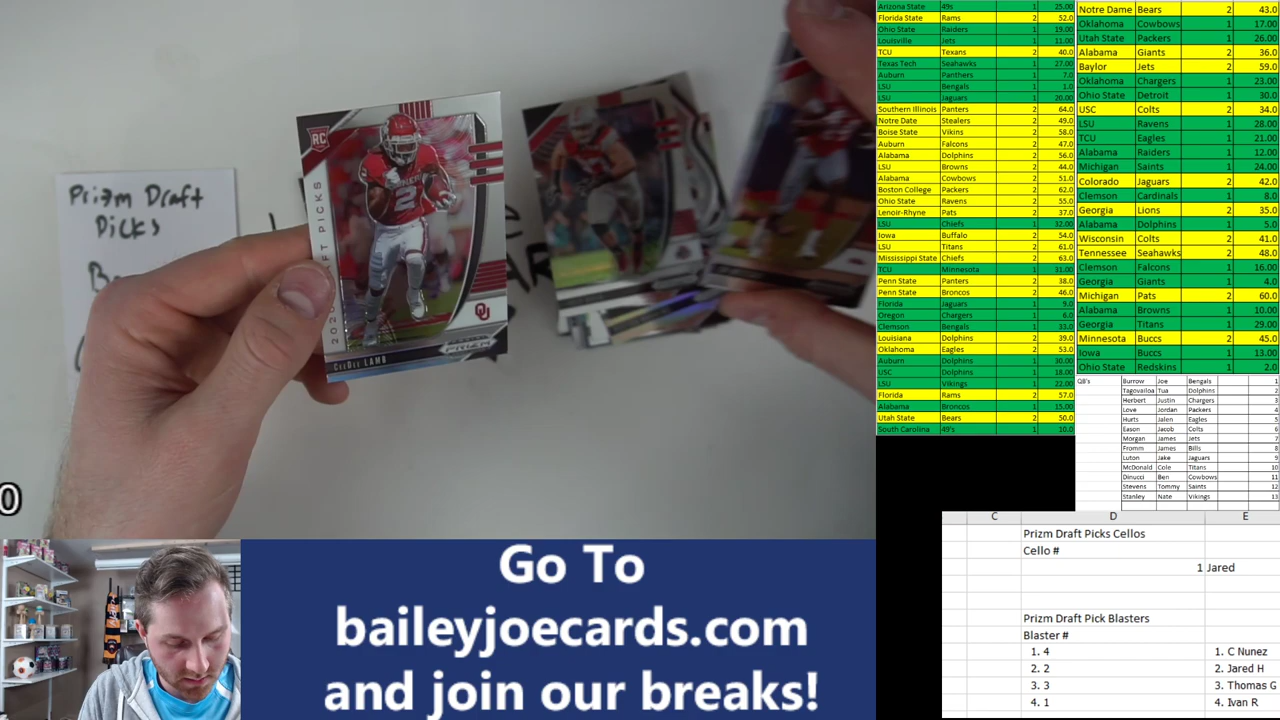 Arizona State 49s 1 25.00
Florida State Rams 2 52.0
Ohio State Raiders 1 19.00
Louisville Jets 1 11.00
TCU Texans 2 40.0
Texas Tech Seahawks 1 27.00
Auburn Panthers 1 7.0
LSU Bengals 1 1.0
LSU Jaguars 1 20.00
Southern Illinois Panters 2 64.0
Notre Date Stealers 2 49.0
Boise State Vikins 2 58.0
Auburn Falcons 2 47.0
Alabama Dolphins 2 56.0
LSU Browns 2 44.0
Alabama Cowbows 2 51.0
Boston College Packers 2 62.0
Ohio State Ravens 2 55.0
Lenoir-Rhyne Pats 2 37.0
LSU Chiefs 1 32.00
Iowa Buffalo 2 54.0
LSU Titans 2 61.0
Mississippi State Chiefs 2 63.0
TCU Minnesota 1 31.00
Penn State Panters 2 38.0
Penn State Broncos 2 46.0
Florida Jaguars 1 9.0
Oregon Chargers 1 6.0
Clemson Bengals 1 33.0
Louisiana Dolphins 2 39.0
Oklahoma Eagles 2 53.0
Auburn Dolphins 1 30.00
USC Dolphins 1 18.00
LSU Vikings 1 22.00
Florida Rams 2 57.0
Alabama Broncos 1 15.00
Utah State Bears 2 50.0
South Carolina 49's 1 10.0
Notre Dame Bears 2 43.0
Oklahoma Cowbows 1 17.00
Utah State Packers 1 26.00
Alabama Giants 2 36.0
Baylor Jets 2 59.0
Oklahoma Chargers 1 23.00
Ohio State Detroit 1 30.0
USC Colts 2 34.0
LSU Ravens 1 28.00
TCU Eagles 1 21.00
Alabama Raiders 1 12.00
Michigan Saints 1 24.00
Colorado Jaguars 2 42.0
Clemson Cardinals 1 8.0
Georgia Lions 2 35.0
Alabama Dolphins 1 5.0
Wisconsin Colts 2 41.0
Tennessee Seahawks 2 48.0
Clemson Falcons 1 16.00
Georgia Giants 1 4.0
Michigan Pats 2 60.0
Alabama Browns 1 10.00
Georgia Titans 1 29.00
Minnesota Buccs 2 45.0
Iowa Buccs 1 13.00
Ohio State Redskins 1 2.0
QB's Burrow Joe Bengals 1
Tagovailoa Tua Dolphins 2
Herbert Justin Chargers 3
Love Jordan Packers 4
Hurts Jalen Eagles 5
Eason Jacob Colts 6
Morgan James Jets 7
Fromm James Bills 8
Luton Jake Jaguars 9
McDonald Cole Titans 10
Dinucci Ben Cowbows 11
Stevens Tommy Saints 12
Stanley Nate Vikings 13
C D E
Prizm Draft Picks Cellos
Cello #
1 Jared
Prizm Draft Pick Blasters
Blaster #
1. 4 1. C Nunez
2. 2 2. Jared H
3. 3 3. Thomas G
4. 1 4. Ivan R
Prizm Draft
Picks
RC
CeeDee Lamb
OU
PRIZM
0
Go To
baileyjoecards.com
and join our breaks!